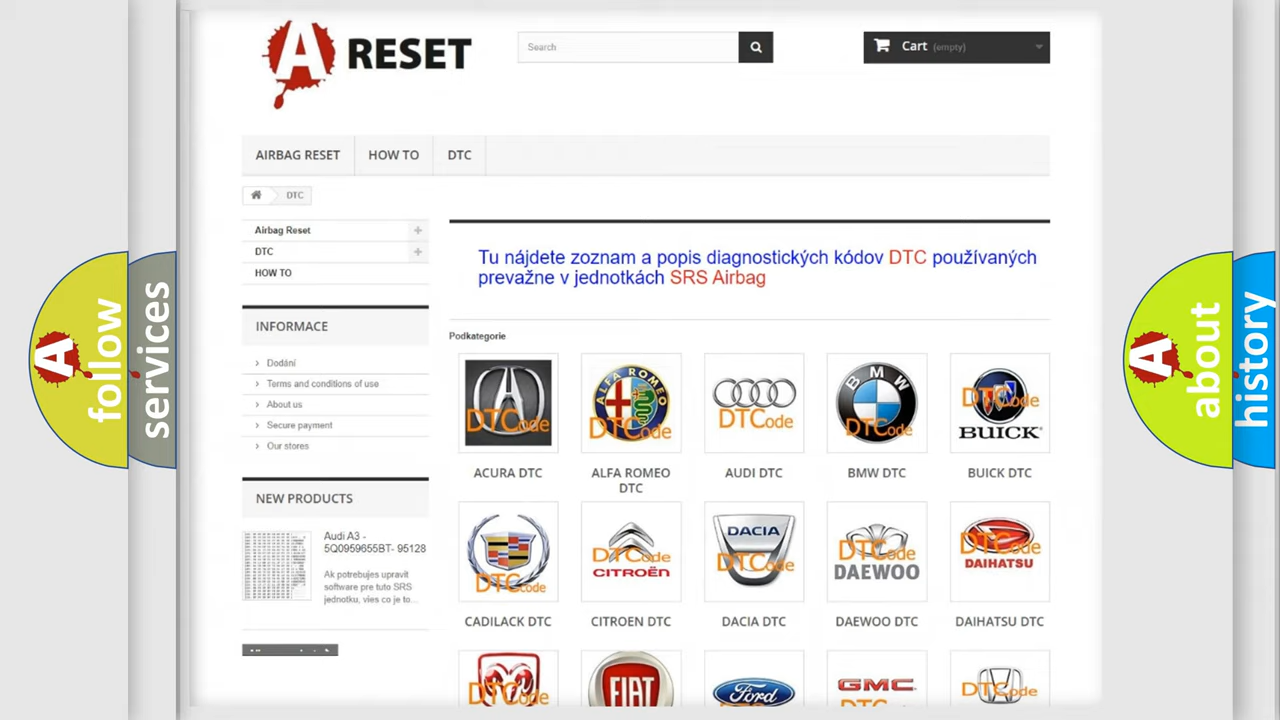 A RESET
Search
Cart (empty)
AIRBAG RESET
HOW TO
DTC
DTC
Airbag Reset
DTC
HOW TO
Tu nájdete zoznam a popis diagnostických kódov DTC používaných
prevažne v jednotkách SRS Airbag
INFORMACE
Dodání
Terms and conditions of use
About us
Secure payment
Our stores
NEW PRODUCTS
Audi A3 -
5Q0959655BT- 95128
Ak potrebujes upravit
software pre tuto SRS
jednotku, vies co je to...
Podkategorie
DTCode
ALFA ROMEO
DTCode
DTCode
BMW
DTCode
DTCode
BUICK
ACURA DTC
ALFA ROMEO
DTC
AUDI DTC
BMW DTC
BUICK DTC
DTCode
DTCode
CITROËN
DACIA
DTCode
DTCode
DAEWOO
DTCode
DAIHATSU
CADILACK DTC
CITROEN DTC
DACIA DTC
DAEWOO DTC
DAIHATSU DTC
DTCode
FIAT
Ford
GMC
DTCode
A follow
services
A about
history